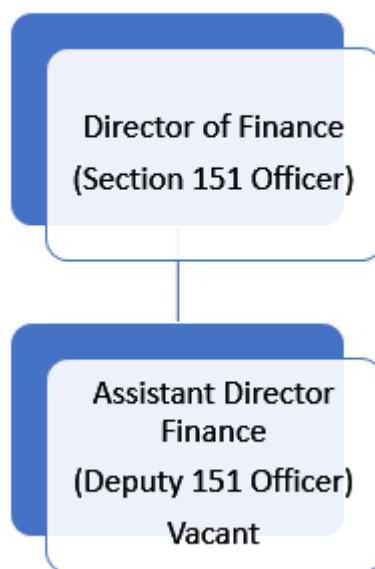 Director of Finance
(Section 151 Officer)
Assistant Director
Finance
(Deputy 151 Officer)
Vacant